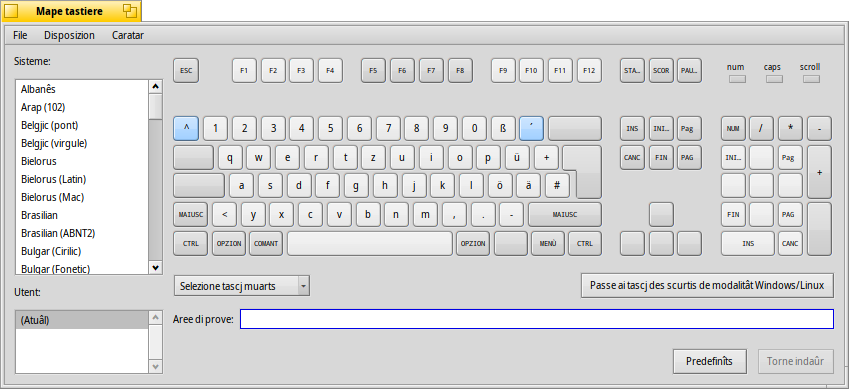 Mape tastiere
File Disposizion Caratar
Sisteme:
Albanês
Arap (102)
Belgjic (pont)
Belgjic (virgule)
Bielorus
Bielorus (Latin)
Bielorus (Mac)
Brasilian
Brasilian (ABNT2)
Bulgar (Cirilic)
Bulgar (Fonetic)
Utent:
(Atuâl)
ESC F1 F2 F3 F4 F5 F6 F7 F8 F9 F10 F11 F12 STA… SCOR PAU… num caps scroll
^ 1 2 3 4 5 6 7 8 9 0 ß ´ INS INI… Pag NUM / * -
q w e r t z u i o p ü + CANC FIN PAG INI… Pag +
a s d f g h j k l ö ä #
MAIUSC < y x c v b n m , . - MAIUSC FIN PAG
CTRL OPZION COMANT OPZION MENÙ CTRL INS CANC
Selezione tascj muarts
Passe ai tascj des scurtis de modalitât Windows/Linux
Aree di prove:
Predefinîts
Torne indaûr